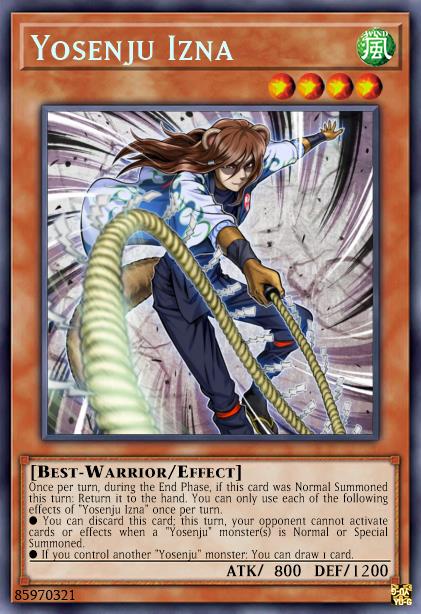 YOSENJU IZNA
WIND
風
[BEST-WARRIOR/EFFECT]
Once per turn, during the End Phase, if this card was Normal Summoned
this turn: Return it to the hand. You can only use each of the following
effects of "Yosenju Izna" once per turn.
● You can discard this card; this turn, your opponent cannot activate
cards or effects when a "Yosenju" monster(s) is Normal or Special
Summoned.
● If you control another "Yosenju" monster: You can draw 1 card.
ATK/ 800 DEF/1200
85970321